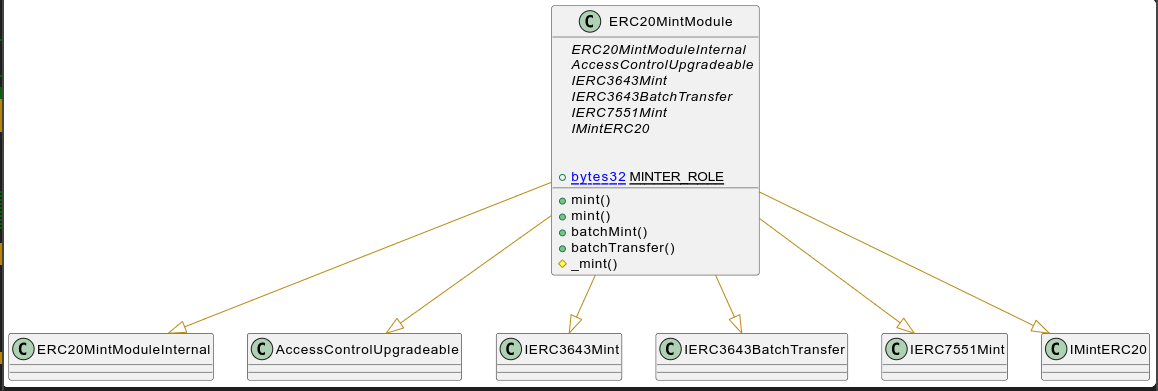 C ERC20MintModule
ERC20MintModuleInternal
AccessControlUpgradeable
IERC3643Mint
IERC3643BatchTransfer
IERC7551Mint
IMintERC20
bytes32 MINTER_ROLE
mint()
mint()
batchMint()
batchTransfer()
_mint()
C ERC20MintModuleInternal
C AccessControlUpgradeable
C IERC3643Mint
C IERC3643BatchTransfer
C IERC7551Mint
C IMintERC20